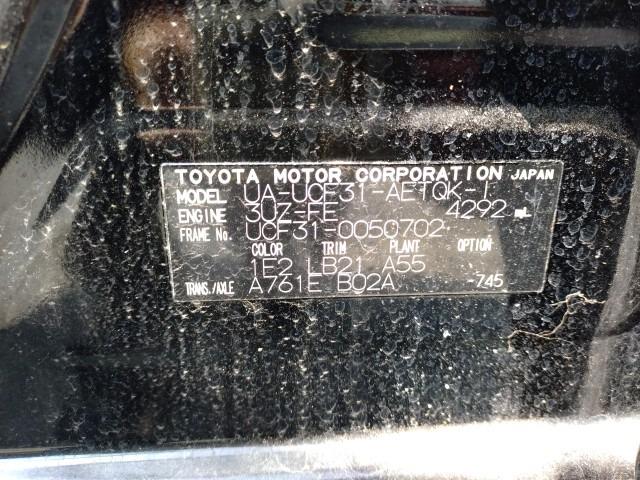 TOYOTA MOTOR CORPORATION JAPAN
MODEL UA-UCF31-AETQK-I
ENGINE 3UZ-FE 4292 mL
FRAME No. UCF31-0050702
COLOR TRIM PLANT OPTION
1E2 LB21 A55
TRANS./AXLE A761E B02A -745